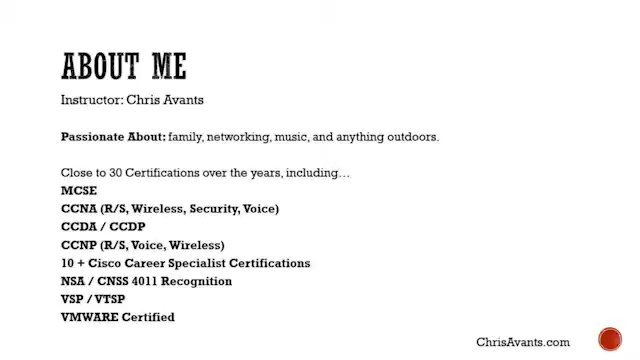 ABOUT ME
Instructor: Chris Avants
Passionate About: family, networking, music, and anything outdoors.
Close to 30 Certifications over the years, including…
MCSE
CCNA (R/S, Wireless, Security, Voice)
CCDA / CCDP
CCNP (R/S, Voice, Wireless)
10 + Cisco Career Specialist Certifications
NSA / CNSS 4011 Recognition
VSP / VTSP
VMWARE Certified
ChrisAvants.com